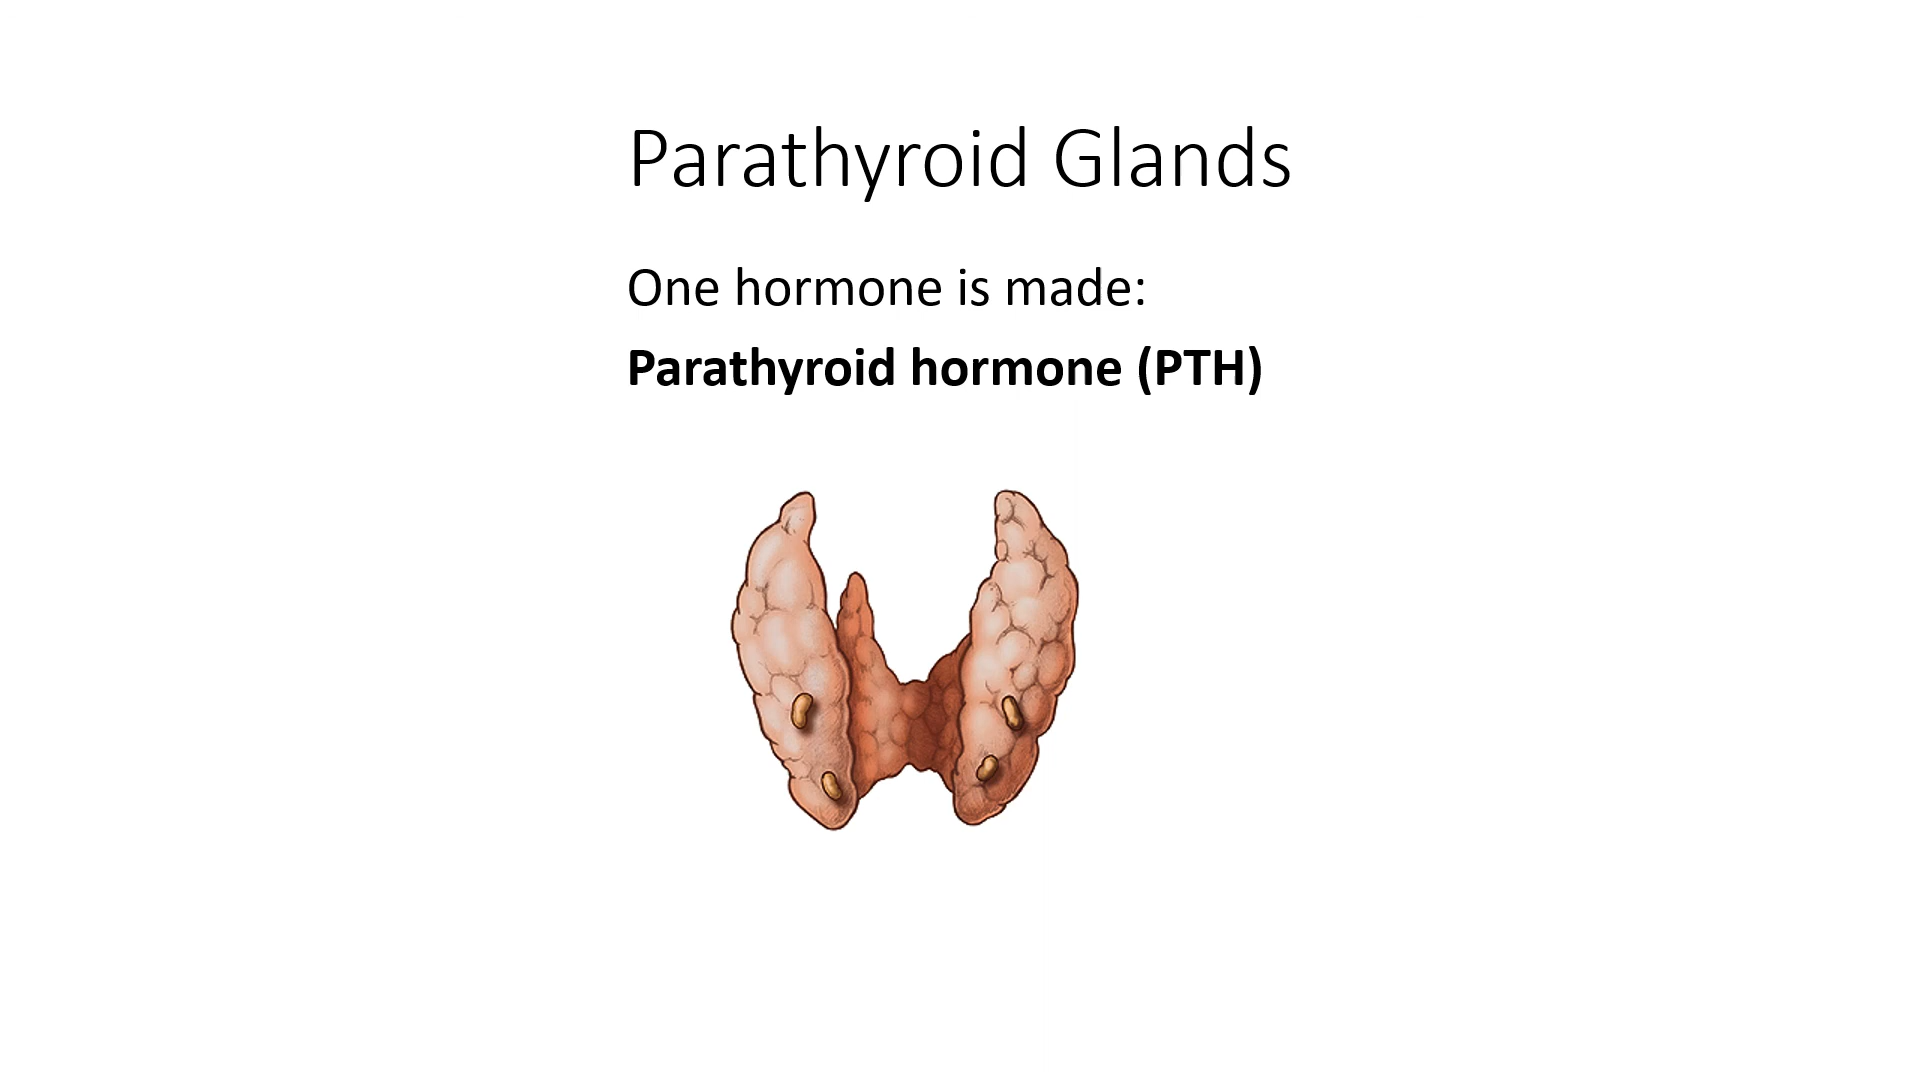 Parathyroid Glands
One hormone is made:
Parathyroid hormone (PTH)